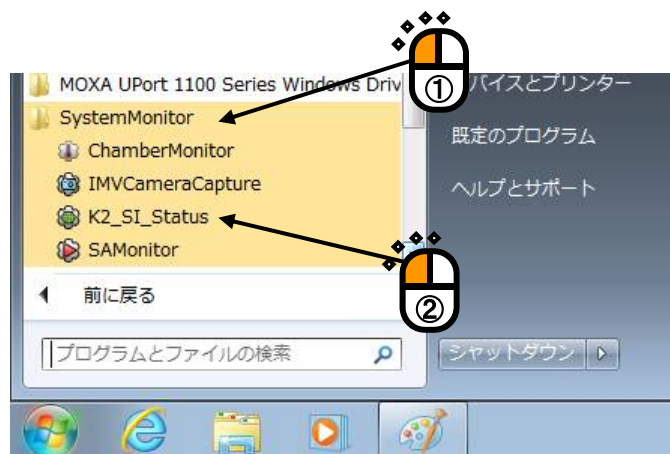 MOXA UPort 1100 Series Windows Driv
SystemMonitor
ChamberMonitor
IMVCameraCapture
K2_SI_Status
SAMonitor
前に戻る
プログラムとファイルの検索
バイスとプリンター
既定のプログラム
ヘルプとサポート
シャットダウン
①
②